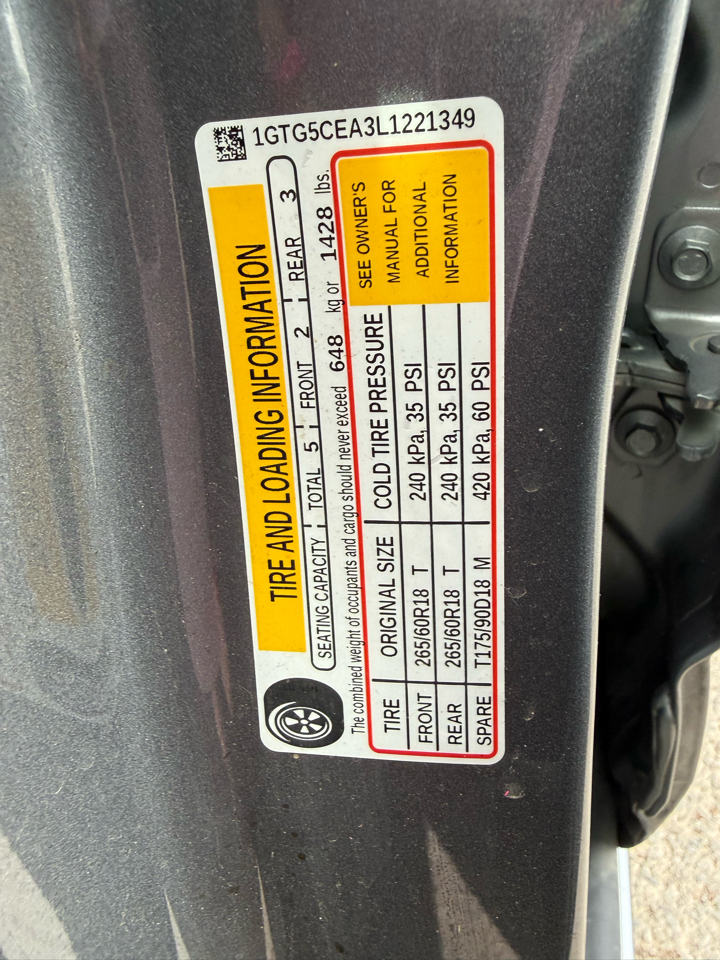 1GTG5CEA3L1221349
TIRE AND LOADING INFORMATION
SEATING CAPACITY TOTAL 5 FRONT 2 REAR 3
The combined weight of occupants and cargo should never exceed 648 kg or 1428 lbs.
TIRE ORIGINAL SIZE COLD TIRE PRESSURE
FRONT 265/60R18 T 240 kPa, 35 PSI
REAR 265/60R18 T 240 kPa, 35 PSI
SPARE T175/90D18 M 420 kPa, 60 PSI
SEE OWNER'S
MANUAL FOR
ADDITIONAL
INFORMATION